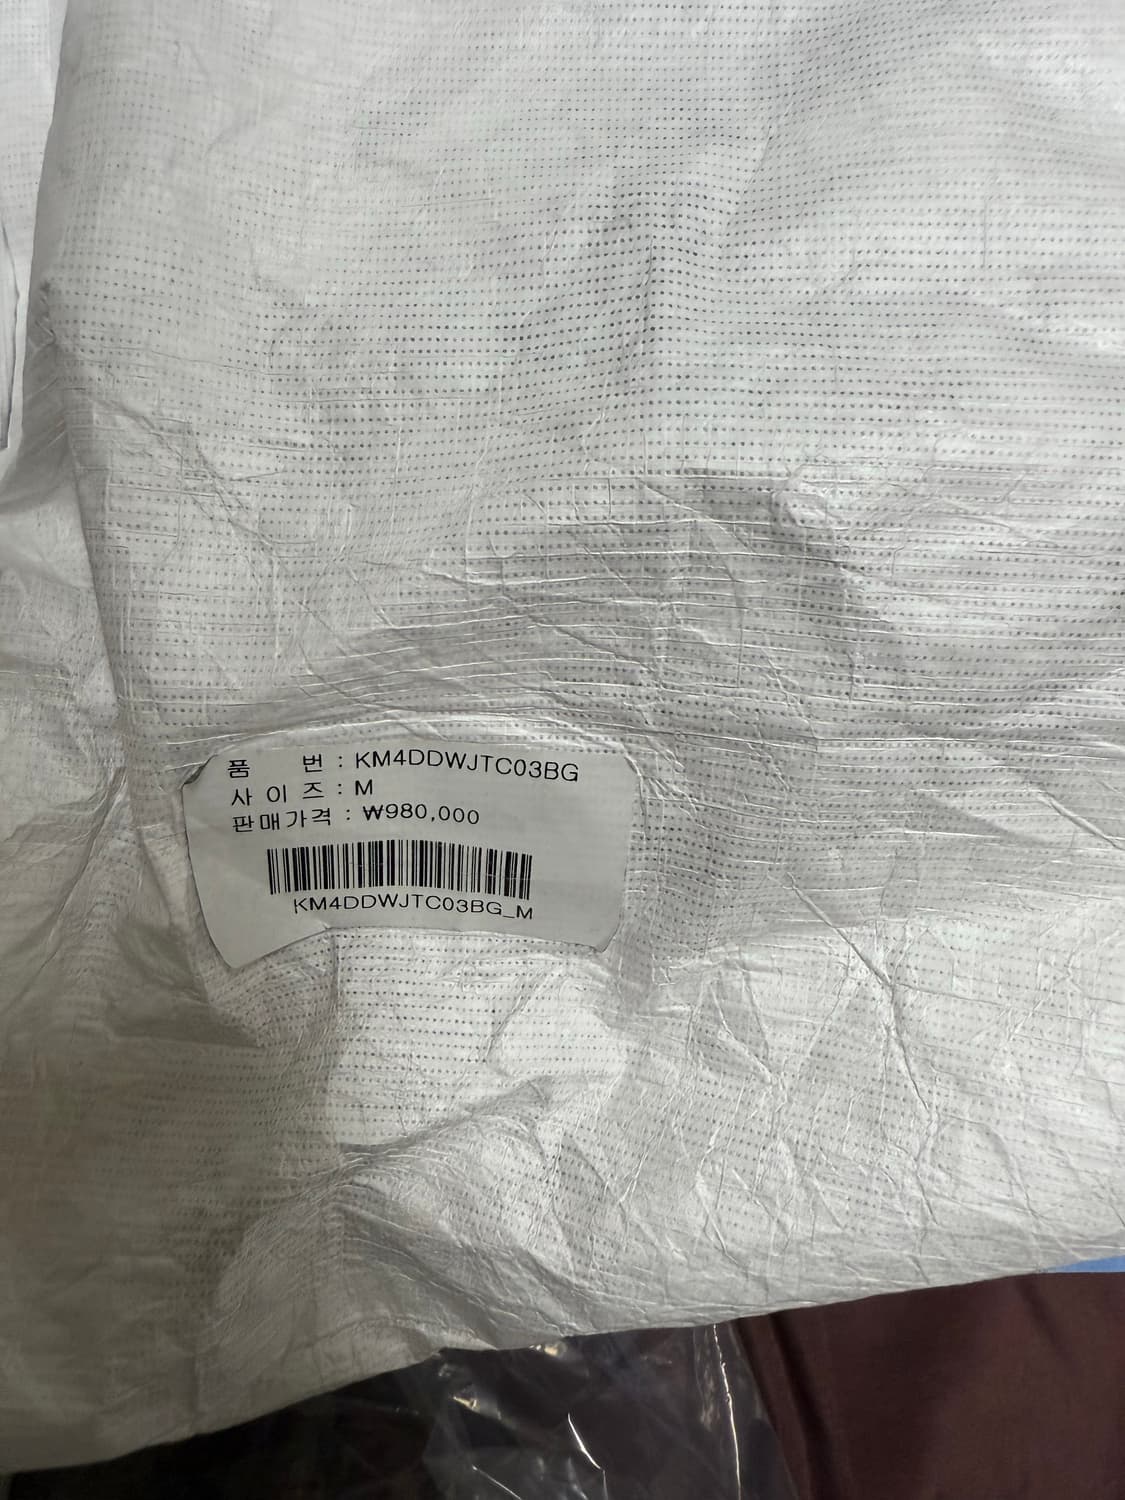 품 번 : KM4DDWJTC03BG
사 이 즈 : M
판매가격 : ₩980,000
KM4DDWJTC03BG_M